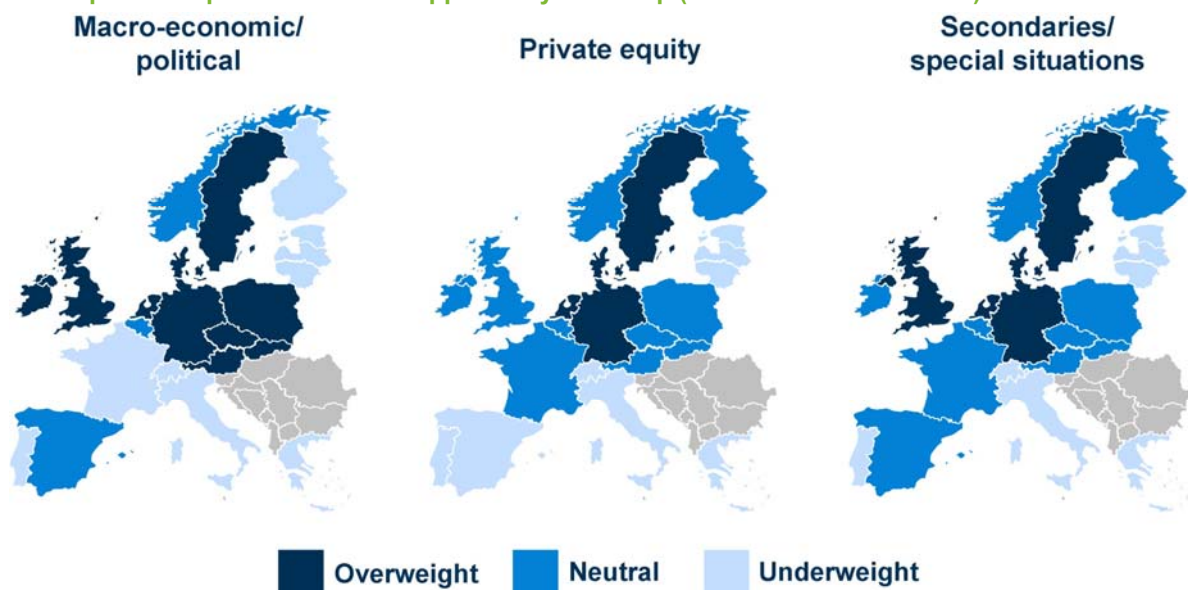 Macro-economic/
political
Private equity
Secondaries/
special situations
Overweight
Neutral
Underweight